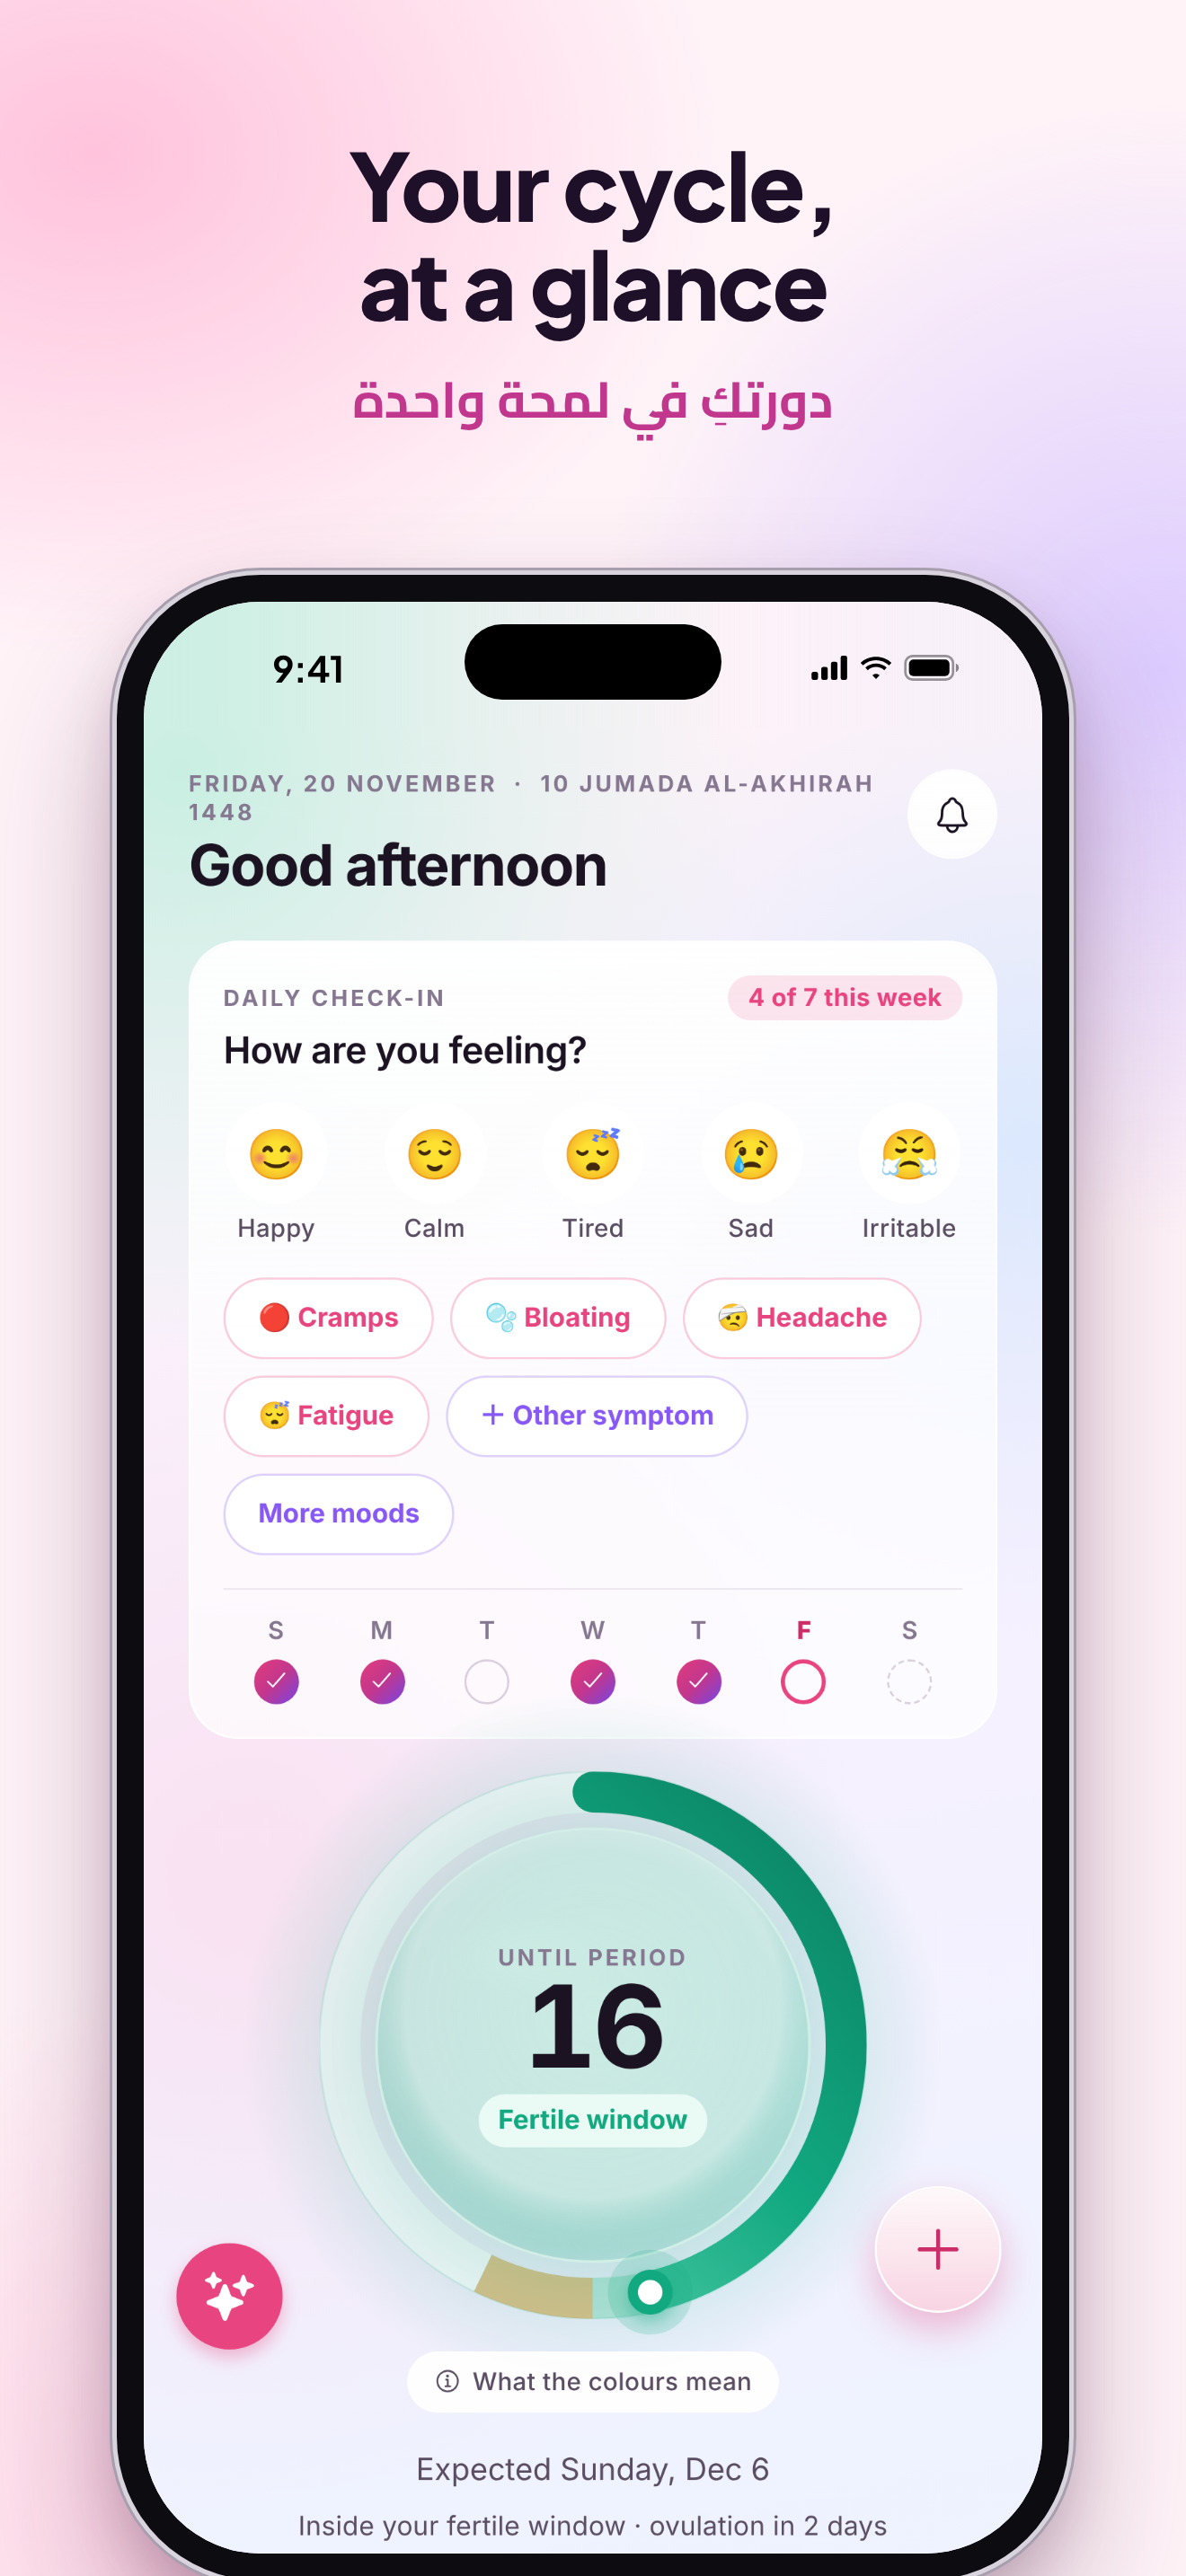 Your cycle,
at a glance
دورتكِ في لمحة واحدة
9:41
FRIDAY, 20 NOVEMBER · 10 JUMADA AL-AKHIRAH
1448
Good afternoon
DAILY CHECK-IN 4 of 7 this week
How are you feeling?
Happy Calm Tired Sad Irritable
Cramps Bloating Headache
Fatigue + Other symptom
More moods
S M T W T F S
UNTIL PERIOD
16
Fertile window
What the colours mean
Expected Sunday, Dec 6
Inside your fertile window · ovulation in 2 days